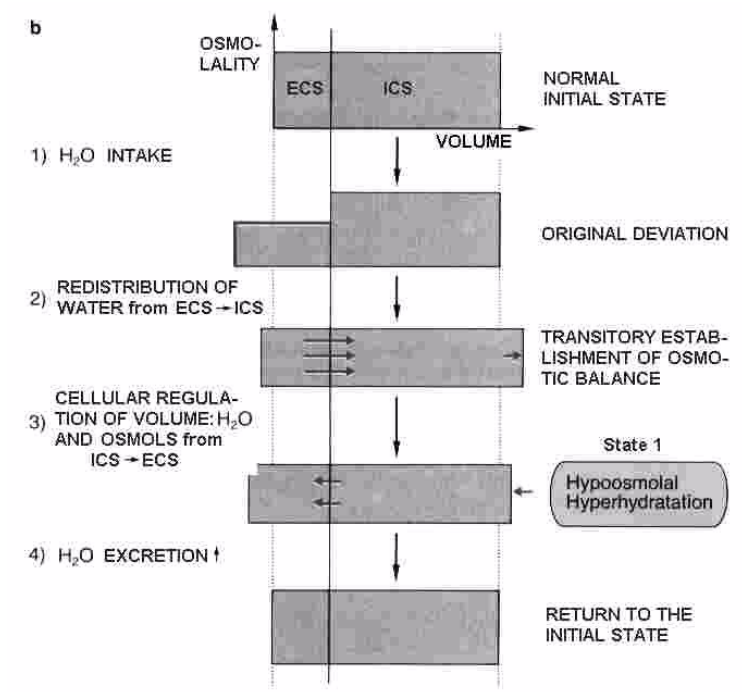 b
OSMO-
LALITY
ECS
ICS
NORMAL
INITIAL STATE
VOLUME
1) H₂O INTAKE
ORIGINAL DEVIATION
2) REDISTRIBUTION OF
WATER from ECS→ICS
TRANSITORY ESTAB-
LISHMENT OF OSMO-
TIC BALANCE
3) CELLULAR REGULA-
TION OF VOLUME: H₂O
AND OSMOLS from
ICS→ECS
State 1
Hypoosmolal
Hyperhydratation
4) H₂O EXCRETION↑
RETURN TO THE
INITIAL STATE